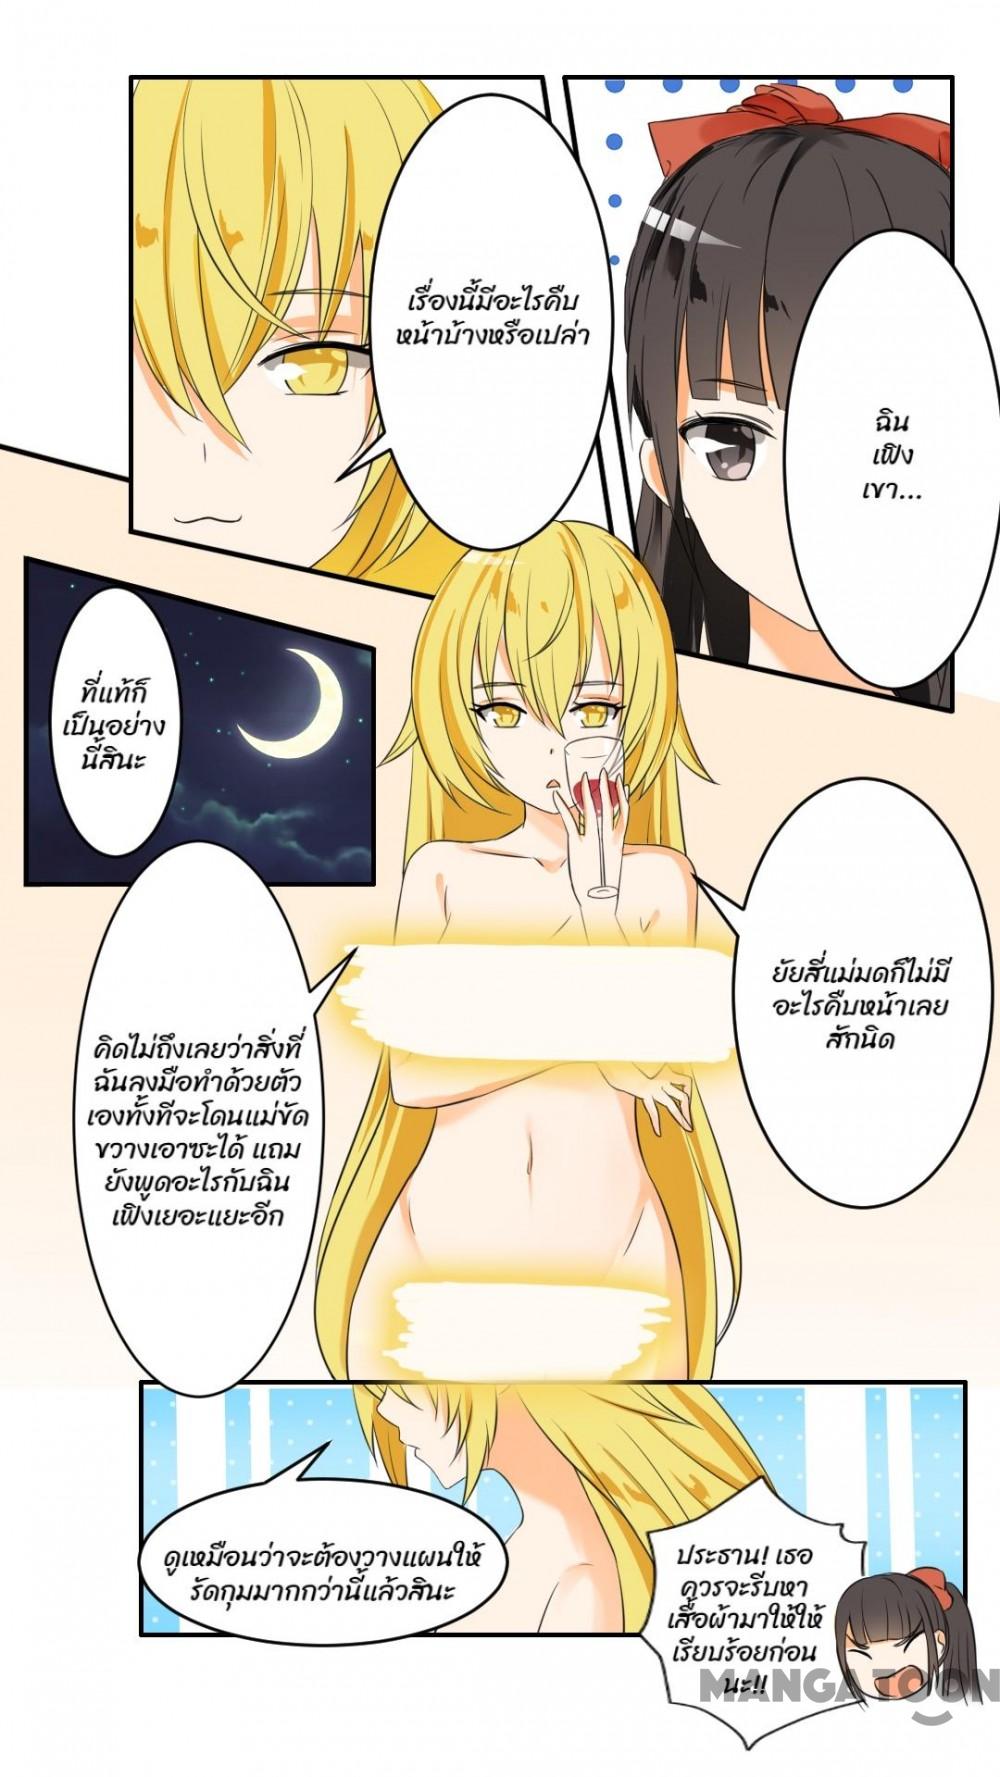 เรื่องนี้มีอะไรคืบ
หน้าบ้างหรือเปล่า
ฉิน
เฟิง
เขา...
ที่แท้ก็
เป็นอย่าง
นี้สินะ
ยัยสี่แม่มดก็ไม่มี
อะไรคืบหน้าเลย
สักนิด
คิดไม่ถึงเลยว่าสิ่งที่
ฉันลงมือทำด้วยตัว
เองทั้งทีจะโดนแม่ขัด
ขวางเอาซะได้ แถม
ยังพูดอะไรกับฉิน
เฟิงเยอะแยะอีก
ดูเหมือนว่าจะต้องวางแผนให้
รัดกุมมากกว่านี้แล้วสินะ
ประธาน! เธอ
ควรจะรีบหา
เสื้อผ้ามาให้ให้
เรียบร้อยก่อน
นะ!!
MANGATOON